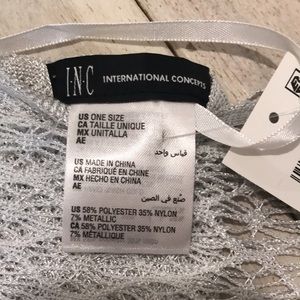 I·N·C INTERNATIONAL CONCEPTS
US ONE SIZE
CA TAILLE UNIQUE
MX UNITALLA
AE
قياس واحد
US MADE IN CHINA
CA FABRIQUÉ EN CHINE
MX HECHO EN CHINA
AE
صنع في الصين
US 58% POLYESTER 35% NYLON
7% METALLIC
CA 58% POLYESTER 35% NYLON
7% MÉTALLIQUE